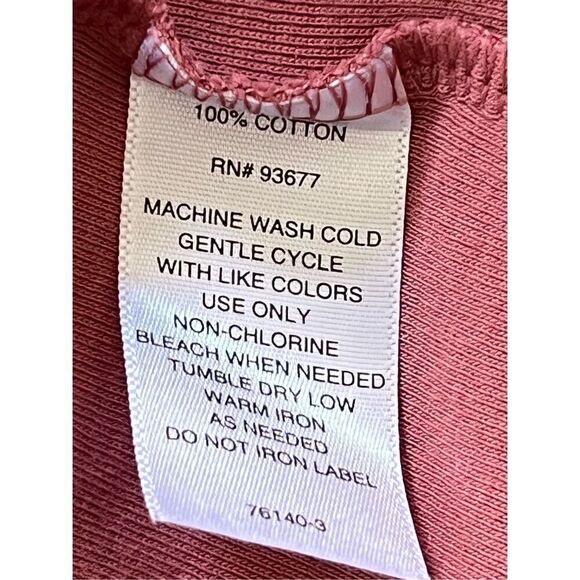 100% COTTON
RN# 93677
MACHINE WASH COLD
GENTLE CYCLE
WITH LIKE COLORS
USE ONLY
NON-CHLORINE
BLEACH WHEN NEEDED
TUMBLE DRY LOW
WARM IRON
AS NEEDED
DO NOT IRON LABEL
76140-3